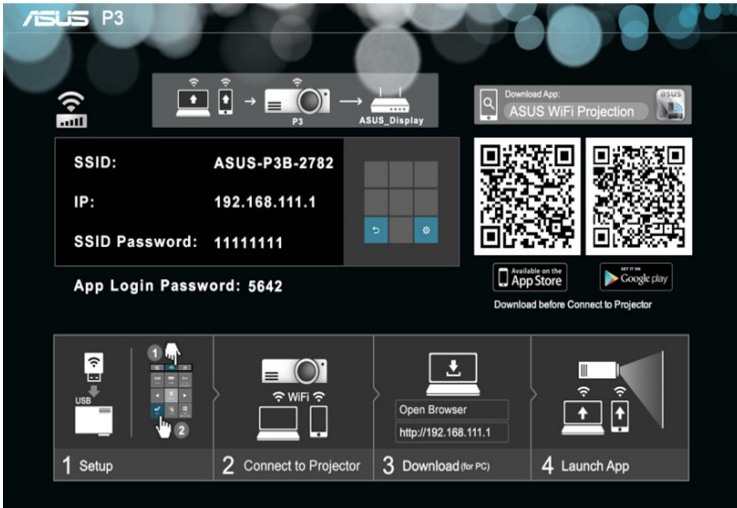 ASUS P3
P3
ASUS_Display
Download App:
ASUS WiFi Projection
asus
SSID: ASUS-P3B-2782
IP: 192.168.111.1
SSID Password: 11111111
App Login Password: 5642
Available on the
App Store
GET IT ON
Google play
Download before Connect to Projector
USB
1
2
1 Setup
WiFi
2 Connect to Projector
Open Browser
http://192.168.111.1
3 Download (for PC)
4 Launch App